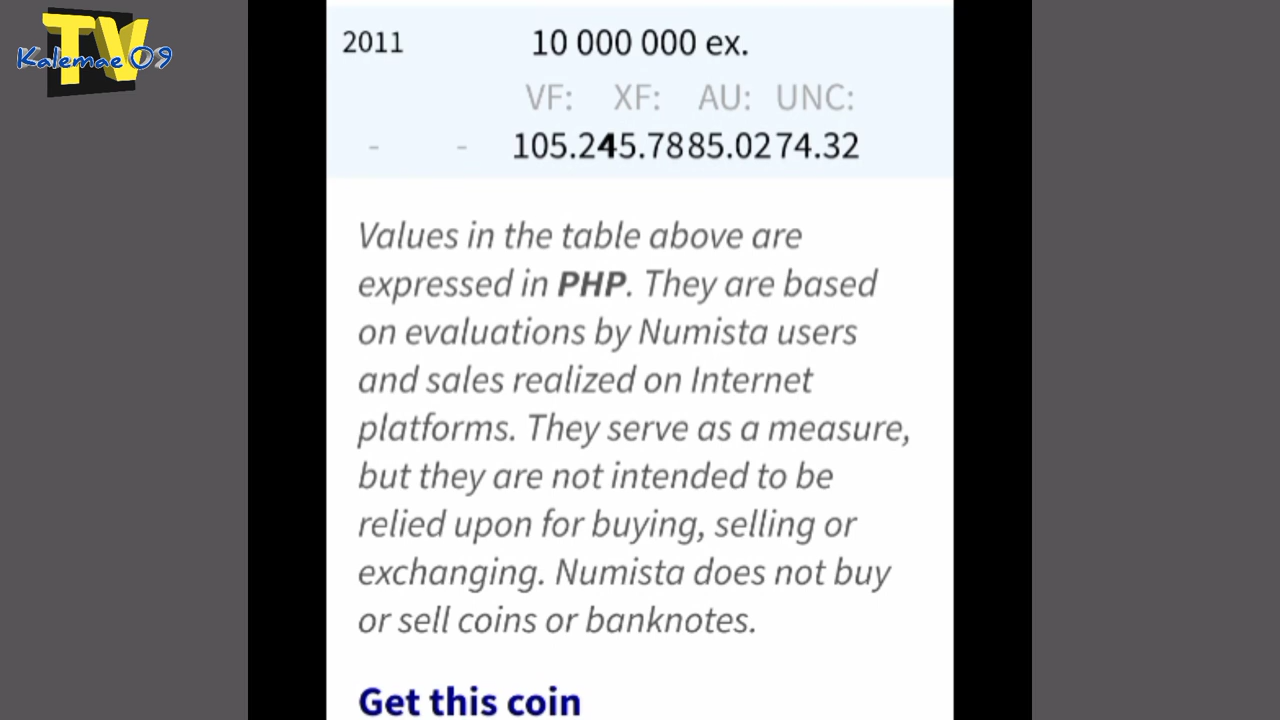 TV
Kalemae 09
2011 10 000 000 ex.
VF: XF: AU: UNC:
- - 105.245.7885.0274.32
Values in the table above are
expressed in PHP. They are based
on evaluations by Numista users
and sales realized on Internet
platforms. They serve as a measure,
but they are not intended to be
relied upon for buying, selling or
exchanging. Numista does not buy
or sell coins or banknotes.
Get this coin